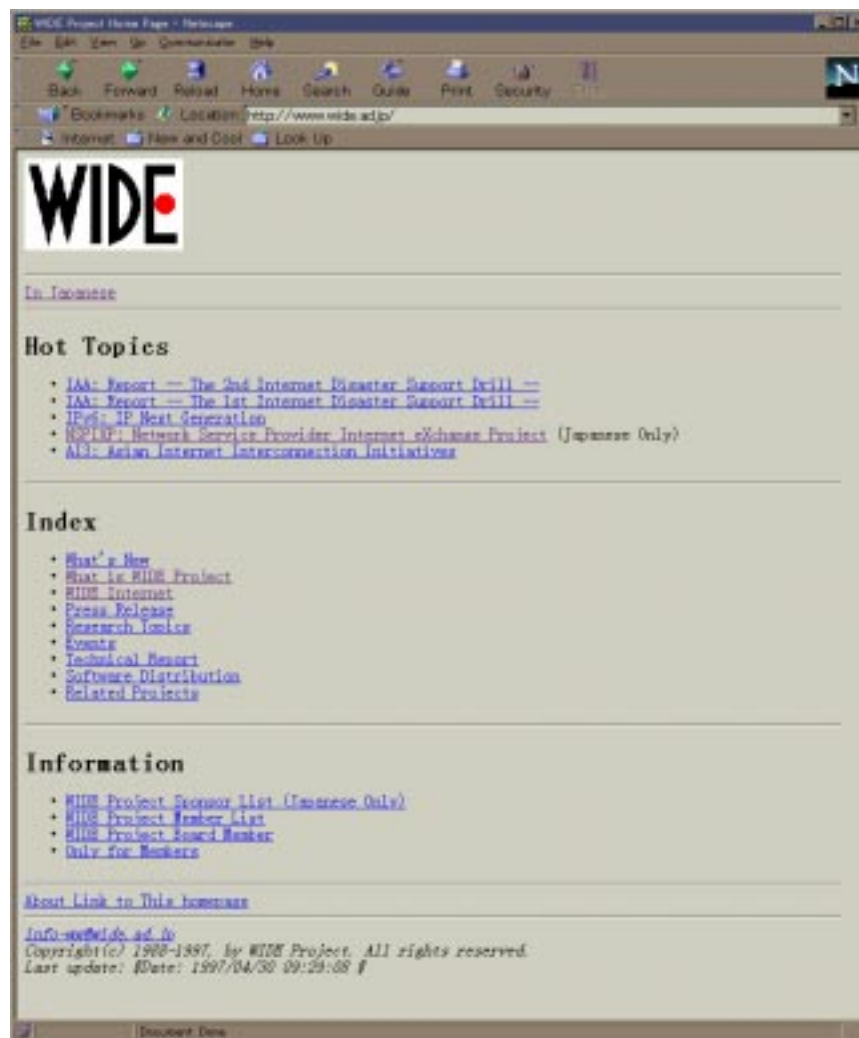 WIDE Project Home Page - Netscape
File Edit View Go Communicator Help
Back Forward Reload Home Search Guide Print Security
N
Bookmarks Location: http://www.wide.ad.jp/
Internet New and Cool Look Up
WIDE
In Japanese
Hot Topics
• IAA: Report -- The 2nd Internet Disaster Support Drill --
• IAA: Report -- The 1st Internet Disaster Support Drill --
• IPv6: IP Next Generation
• NSPIXP: Network Service Provider Internet eXchange Project (Japanese Only)
• AI3: Asian Internet Interconnection Initiatives
Index
• What's New
• What is WIDE Project
• WIDE Internet
• Press Release
• Research Topics
• Events
• Technical Report
• Software Distribution
• Related Projects
Information
• WIDE Project Sponsor List (Japanese Only)
• WIDE Project Member List
• WIDE Project Board Member
• Only for Members
About Link to This homepage
Copyright(c) 1988-1997, by WIDE Project. All rights reserved.
Last update: $Date: 1997/04/30 09:29:08 $
Document: Done